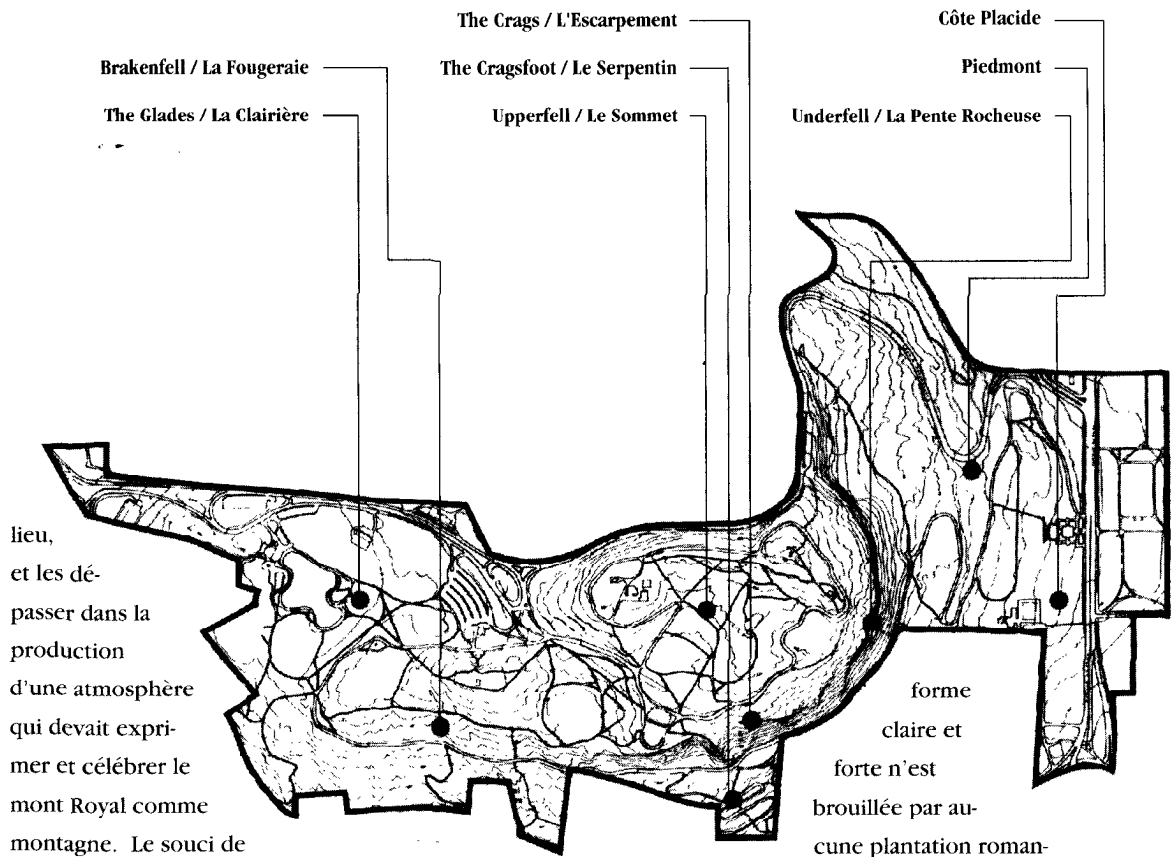 The Crags / L'Escarpement
Côte Placide
Brakenfell / La Fougeraie
The Cragsfoot / Le Serpentin
Piedmont
The Glades / La Clairière
Upperfell / Le Sommet
Underfell / La Pente Rocheuse
lieu,
et les dé-
passer dans la
production
d'une atmosphère
qui devait expri-
mer et célébrer le
mont Royal comme
montagne. Le souci de
forme
claire et
forte n'est
brouillée par au-
cune plantation roman-